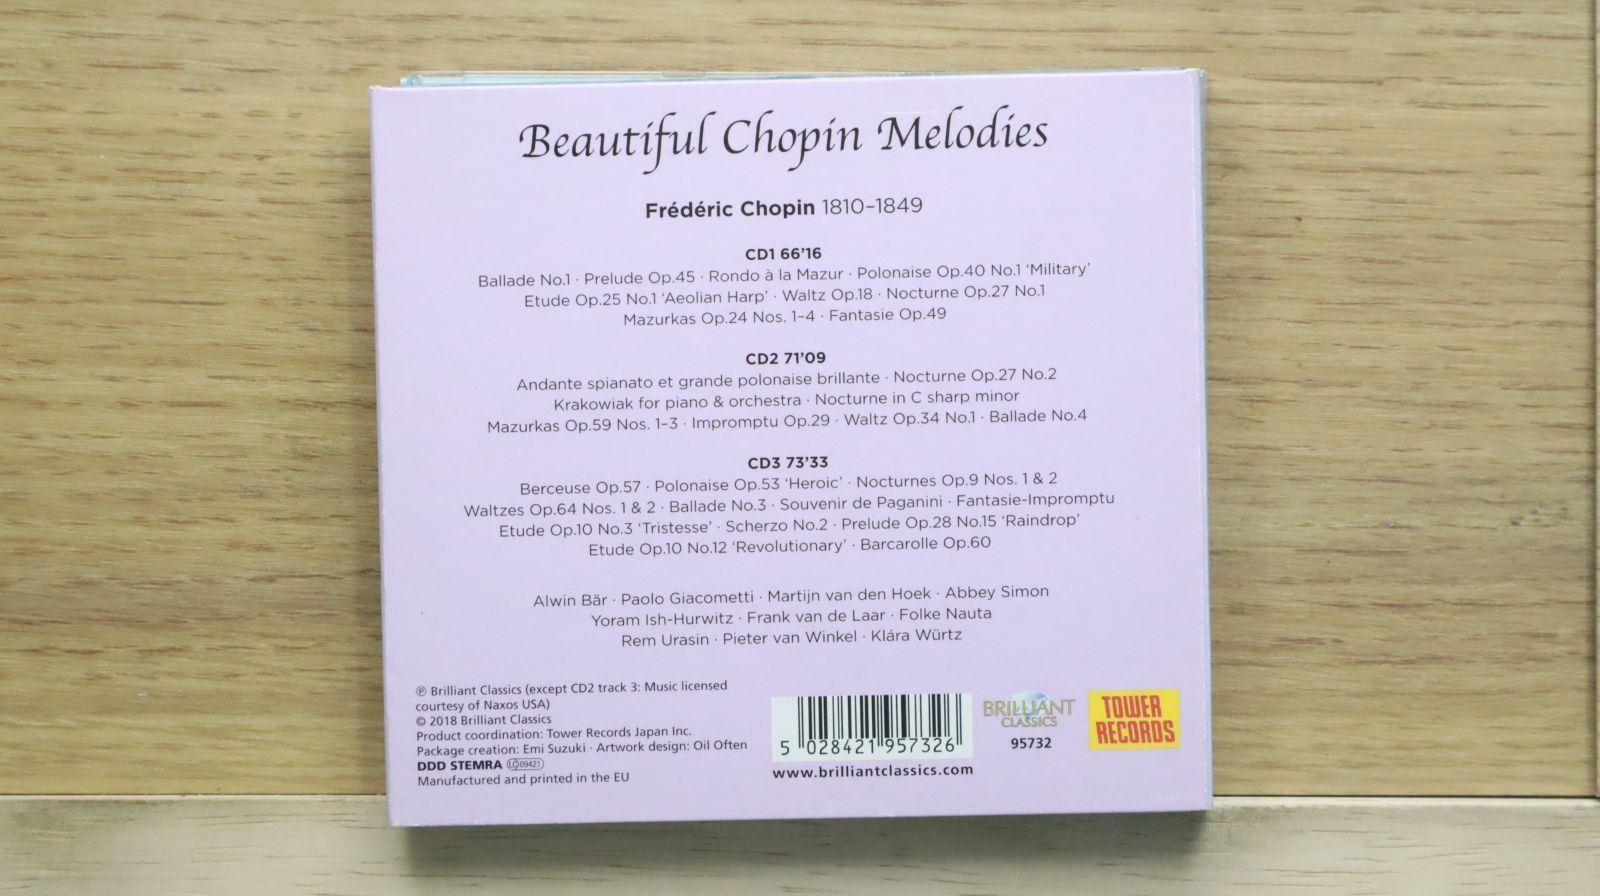 Beautiful Chopin Melodies
Frédéric Chopin 1810–1849
CD1 66'16
Ballade No.1 · Prelude Op.45 · Rondo à la Mazur · Polonaise Op.40 No.1 ‘Military’
Etude Op.25 No.1 ‘Aeolian Harp’ · Waltz Op.18 · Nocturne Op.27 No.1
Mazurkas Op.24 Nos. 1–4 · Fantasie Op.49
CD2 71’09
Andante spianato et grande polonaise brillante · Nocturne Op.27 No.2
Krakowiak for piano & orchestra · Nocturne in C sharp minor
Mazurkas Op.59 Nos. 1–3 · Impromptu Op.29 · Waltz Op.34 No.1 · Ballade No.4
CD3 73’33
Berceuse Op.57 · Polonaise Op.53 ‘Heroic’ · Nocturnes Op.9 Nos. 1 & 2
Waltzes Op.64 Nos. 1 & 2 · Ballade No.3 · Souvenir de Paganini · Fantasie-Impromptu
Etude Op.10 No.3 ‘Tristesse’ · Scherzo No.2 · Prelude Op.28 No.15 ‘Raindrop’
Etude Op.10 No.12 ‘Revolutionary’ · Barcarolle Op.60
Alwin Bär · Paolo Giacometti · Martijn van den Hoek · Abbey Simon
Yoram Ish-Hurwitz · Frank van de Laar · Folke Nauta
Rem Urasin · Pieter van Winkel · Klára Würtz
℗ Brilliant Classics (except CD2 track 3: Music licensed
courtesy of Naxos USA)
© 2018 Brilliant Classics
Product coordination: Tower Records Japan Inc.
Package creation: Emi Suzuki · Artwork design: Oil Often
DDD STEMRA LC 09421
Manufactured and printed in the EU
5 028421 957326
www.brilliantclassics.com
BRILLIANT
CLASSICS
95732
TOWER
RECORDS